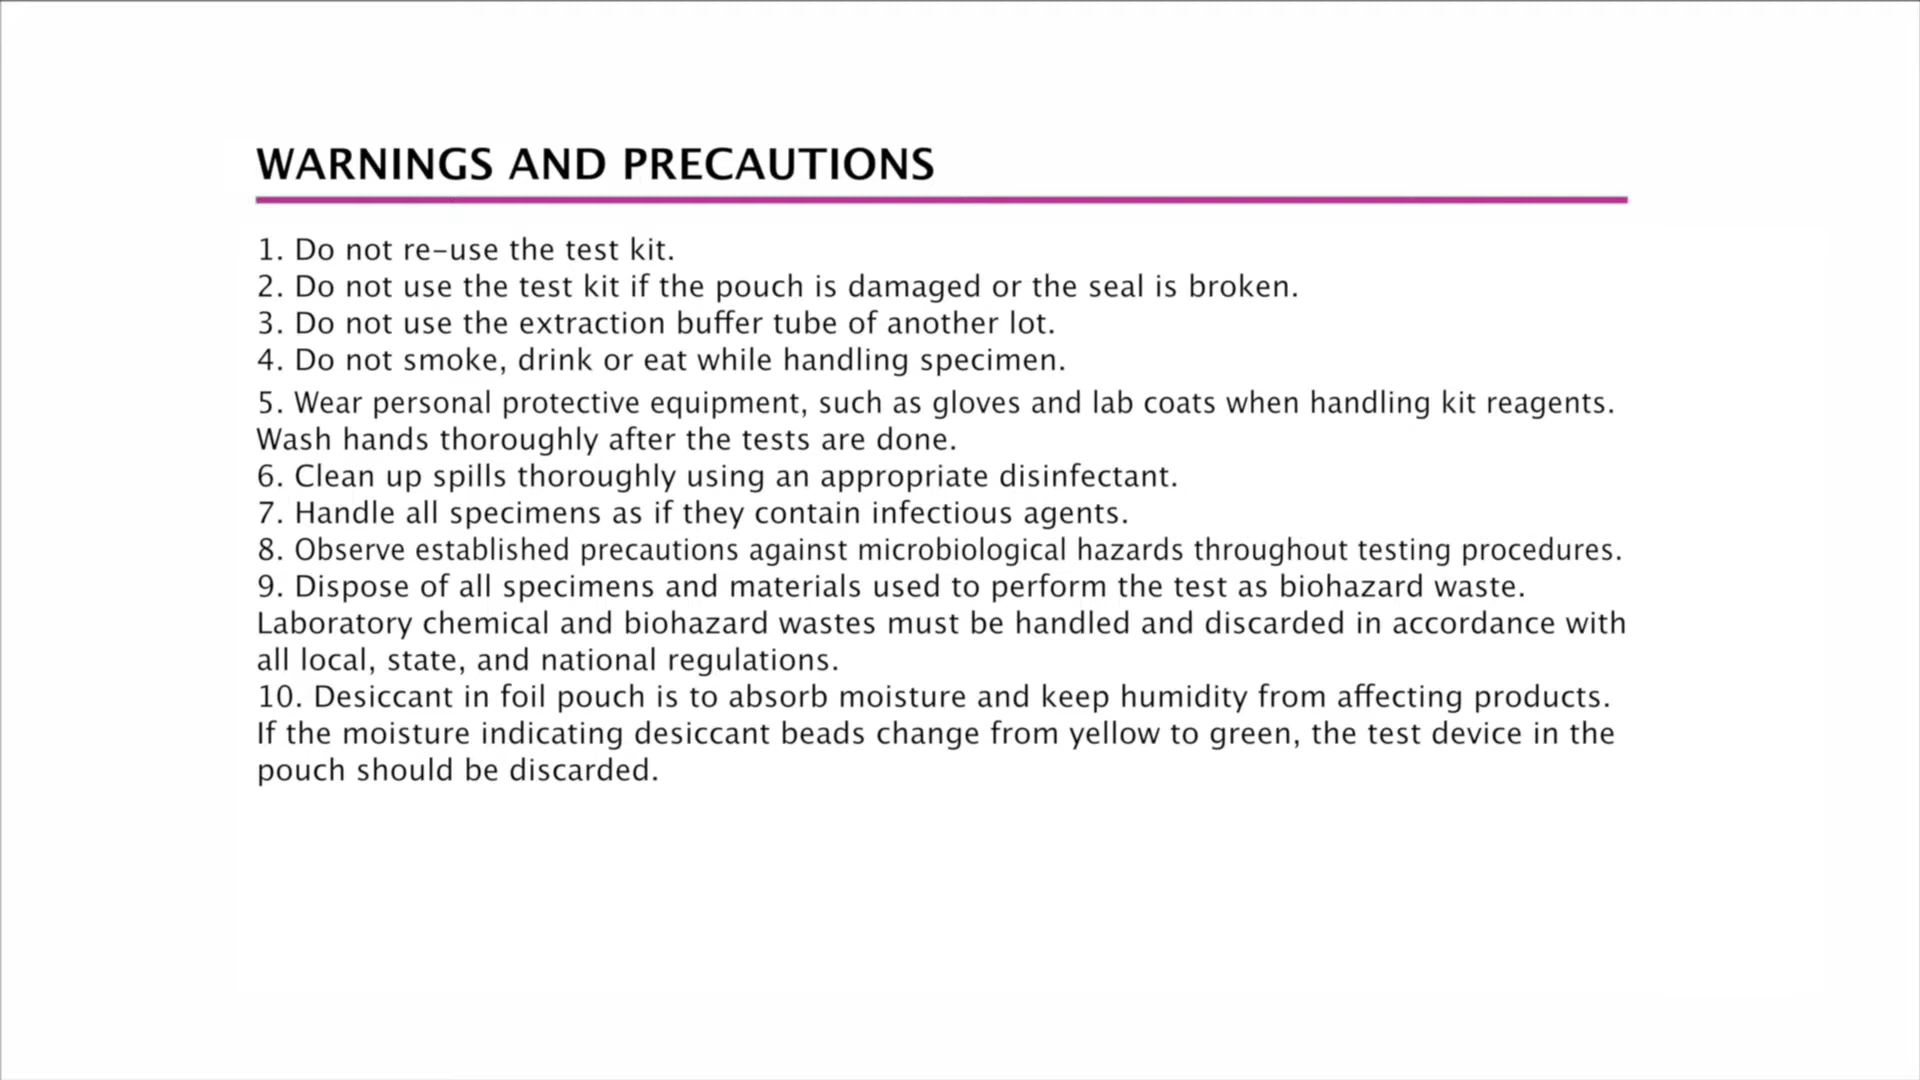 WARNINGS AND PRECAUTIONS
1. Do not re-use the test kit.
2. Do not use the test kit if the pouch is damaged or the seal is broken.
3. Do not use the extraction buffer tube of another lot.
4. Do not smoke, drink or eat while handling specimen.
5. Wear personal protective equipment, such as gloves and lab coats when handling kit reagents.
Wash hands thoroughly after the tests are done.
6. Clean up spills thoroughly using an appropriate disinfectant.
7. Handle all specimens as if they contain infectious agents.
8. Observe established precautions against microbiological hazards throughout testing procedures.
9. Dispose of all specimens and materials used to perform the test as biohazard waste.
Laboratory chemical and biohazard wastes must be handled and discarded in accordance with
all local, state, and national regulations.
10. Desiccant in foil pouch is to absorb moisture and keep humidity from affecting products.
If the moisture indicating desiccant beads change from yellow to green, the test device in the
pouch should be discarded.